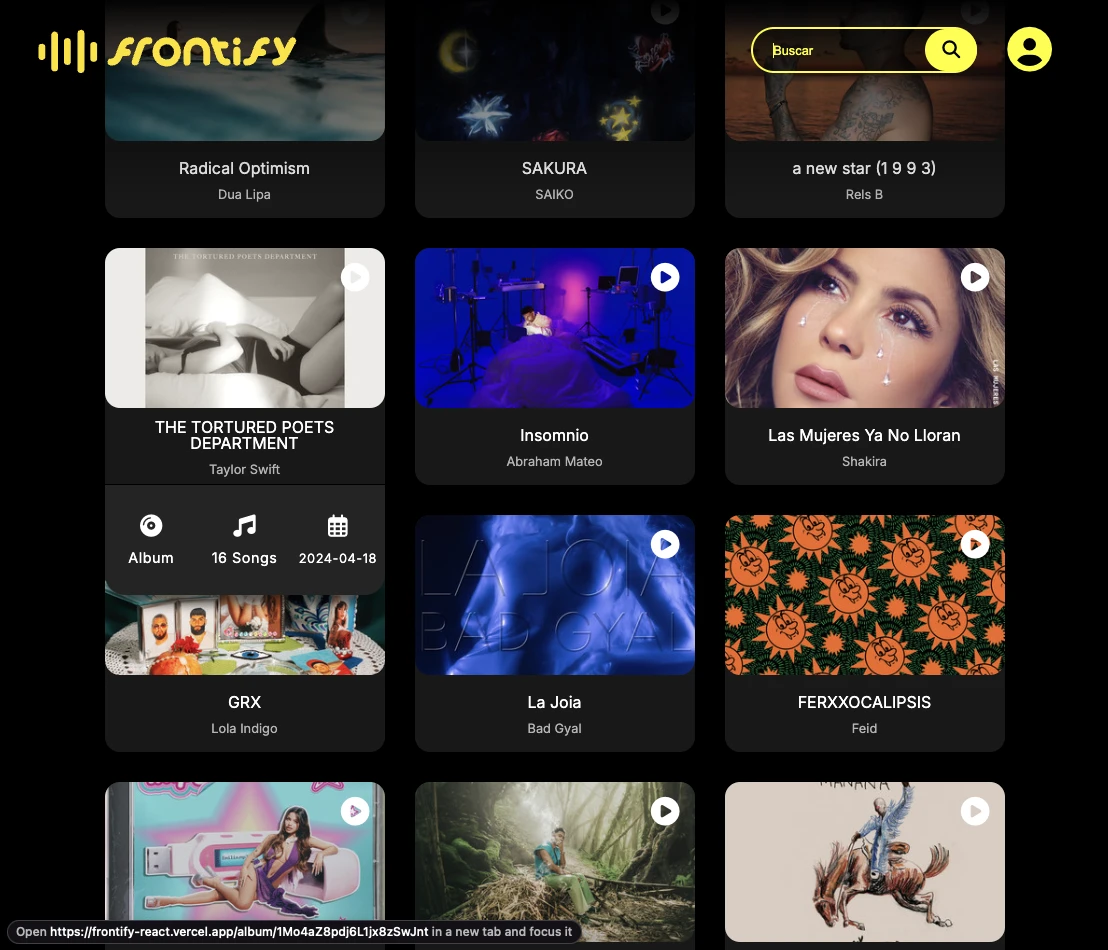 frontify
Buscar
Radical Optimism
Dua Lipa
SAKURA
SAIKO
a new star (1 9 9 3)
Rels B
THE TORTURED POETS DEPARTMENT
THE TORTURED POETS
DEPARTMENT
Taylor Swift
Insomnio
Abraham Mateo
LAS MUJERES
Las Mujeres Ya No Lloran
Shakira
Album
16 Songs
2024-04-18
GRX
Lola Indigo
LA JOIA
BAD GYAL
La Joia
Bad Gyal
FERXXOCALIPSIS
Feid
MAÑANA
Open https://frontify-react.vercel.app/album/1Mo4aZ8pdj6L1jx8zSwJnt in a new tab and focus it